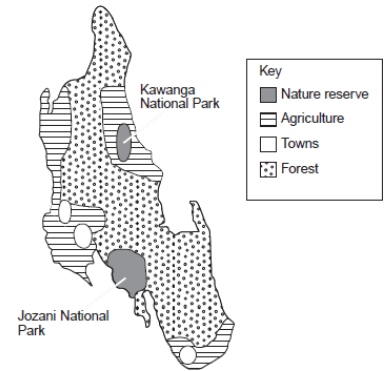 Kawanga
National Park
Key
Nature reserve
Agriculture
Towns
Forest
Jozani National
Park